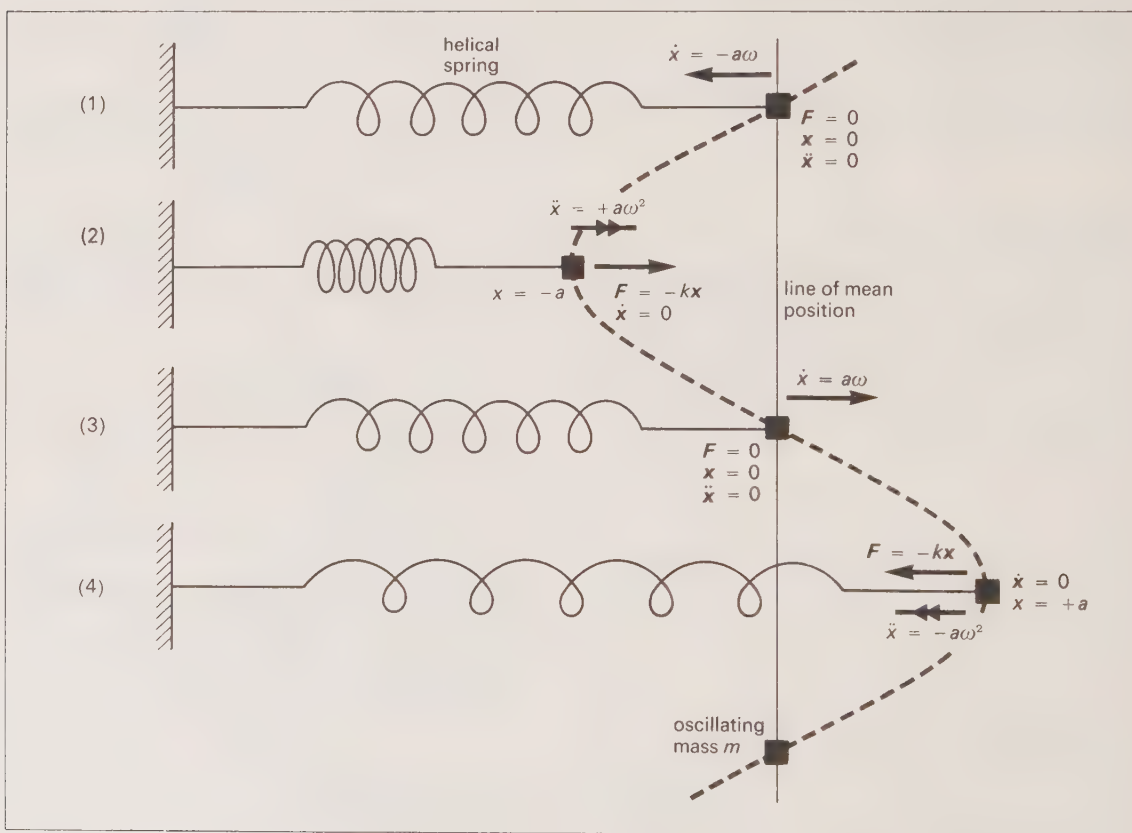 helical
spring
ẋ = −aω
(1)
F = 0
x = 0
ẍ = 0
ẍ = +aω²
(2)
x = −a
F = −kx
ẋ = 0
line of mean
position
ẋ = aω
(3)
F = 0
x = 0
ẍ = 0
F = −kx
(4)
ẋ = 0
x = +a
ẍ = −aω²
oscillating
mass m